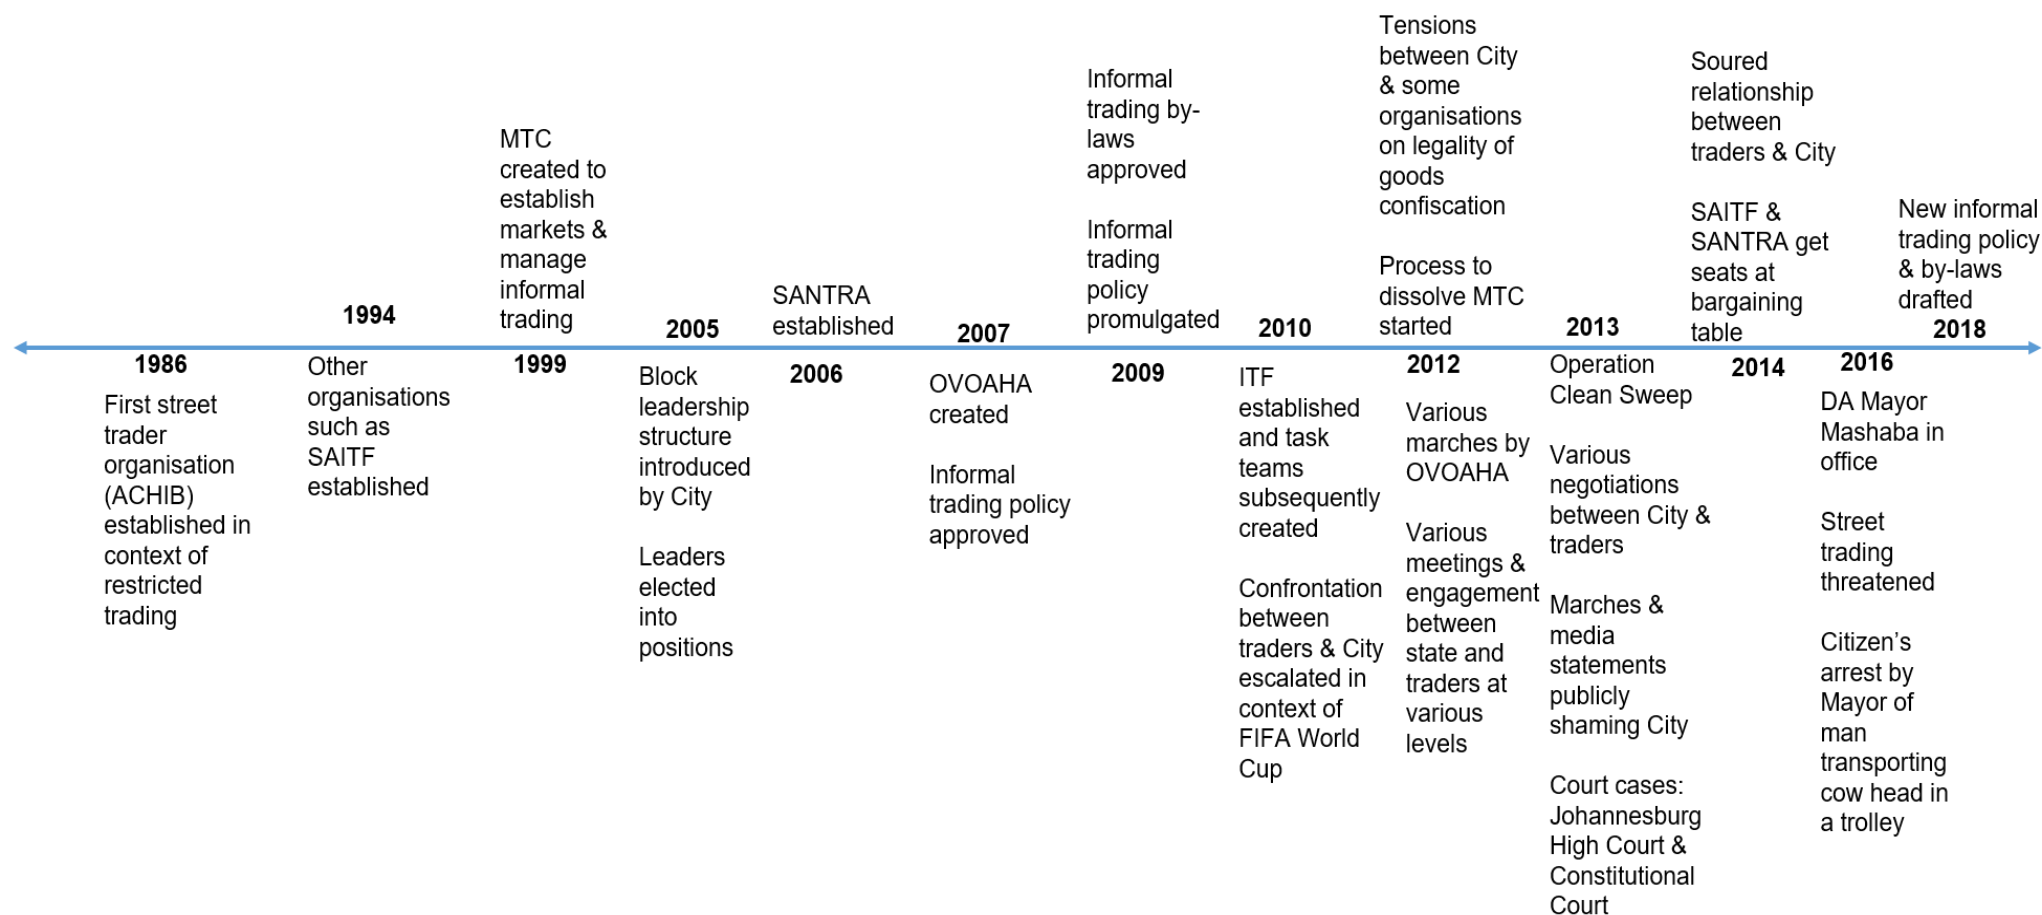 1986
First street
trader
organisation
(ACHIB)
established in
context of
restricted
trading
1994
Other
organisations
such as
SAITF
established
MTC
created to
establish
markets &
manage
informal
trading
1999
2005
Block
leadership
structure
introduced
by City
Leaders
elected
into
positions
SANTRA
established
2006
2007
OVOAHA
created
Informal
trading policy
approved
Informal
trading by-
laws
approved
Informal
trading
policy
promulgated
2009
2010
ITF
established
and task
teams
subsequently
created
Confrontation
between
traders & City
escalated in
context of
FIFA World
Cup
Tensions
between City
& some
organisations
on legality of
goods
confiscation
Process to
dissolve MTC
started
2012
Various
marches by
OVOAHA
Various
meetings &
engagement
between
state and
traders at
various
levels
2013
Operation
Clean Sweep
Various
negotiations
between City &
traders
Marches &
media
statements
publicly
shaming City
Court cases:
Johannesburg
High Court &
Constitutional
Court
Soured
relationship
between
traders & City
SAITF &
SANTRA get
seats at
bargaining
table
2014
2016
DA Mayor
Mashaba in
office
Street
trading
threatened
Citizen’s
arrest by
Mayor of
man
transporting
cow head in
a trolley
New informal
trading policy
& by-laws
drafted
2018